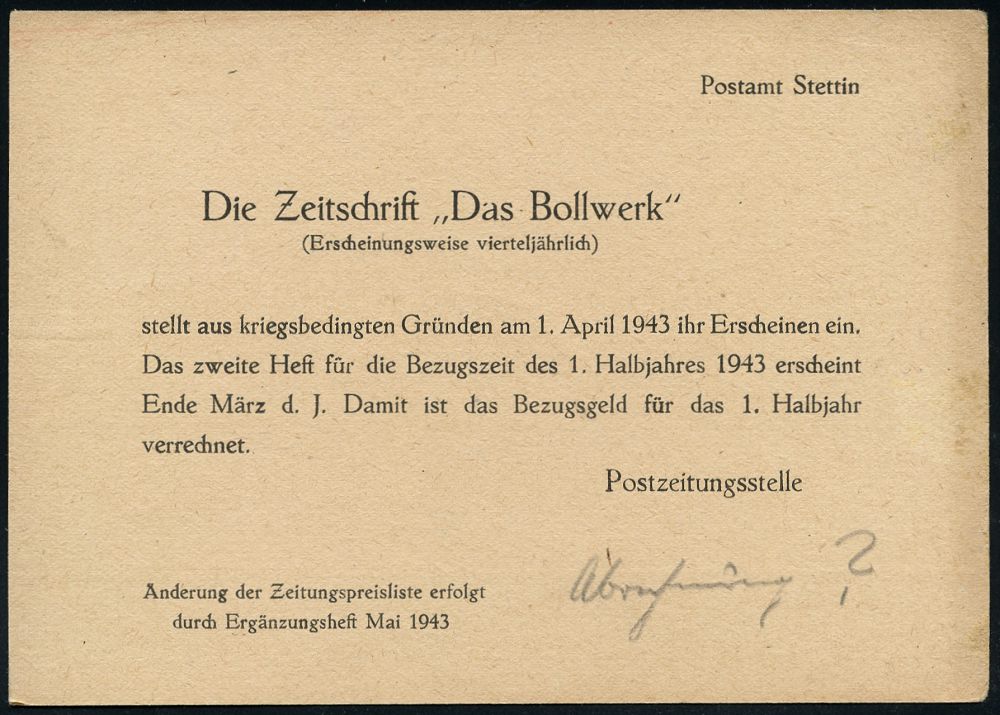 Postamt Stettin
Die Zeitschrift „Das Bollwerk“
(Erscheinungsweise vierteljährlich)
stellt aus kriegsbedingten Gründen am 1. April 1943 ihr Erscheinen ein.
Das zweite Heft für die Bezugszeit des 1. Halbjahres 1943 erscheint
Ende März d. J. Damit ist das Bezugsgeld für das 1. Halbjahr
verrechnet.
Postzeitungsstelle
Abrechnung ?
Änderung der Zeitungspreisliste erfolgt
durch Ergänzungsheft Mai 1943